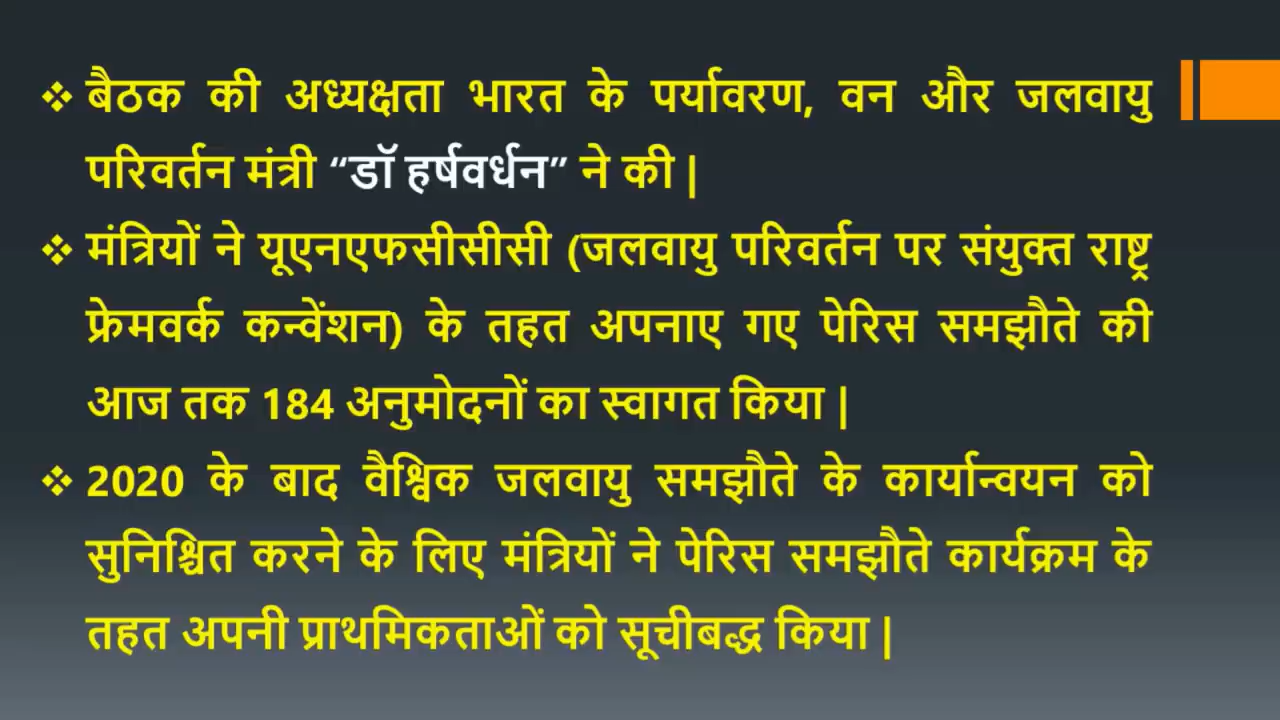 ❖ बैठक की अध्यक्षता भारत के पर्यावरण, वन और जलवायु
परिवर्तन मंत्री “डॉ हर्षवर्धन” ने की |
❖ मंत्रियों ने यूएनएफसीसीसी (जलवायु परिवर्तन पर संयुक्त राष्ट्र
फ्रेमवर्क कन्वेंशन) के तहत अपनाए गए पेरिस समझौते की
आज तक 184 अनुमोदनों का स्वागत किया |
❖ 2020 के बाद वैश्विक जलवायु समझौते के कार्यान्वयन को
सुनिश्चित करने के लिए मंत्रियों ने पेरिस समझौते कार्यक्रम के
तहत अपनी प्राथमिकताओं को सूचीबद्ध किया |